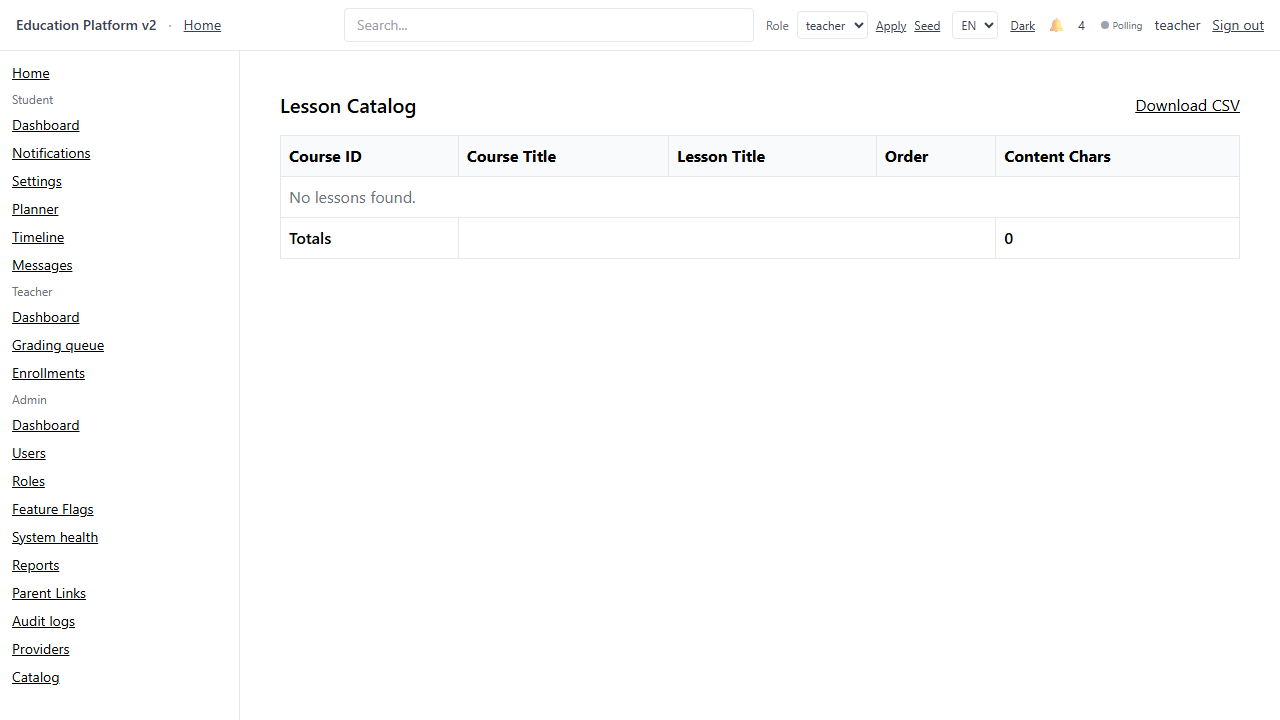 Education Platform v2 · Home Search... Role teacher Apply Seed EN Dark 4 Polling teacher Sign out
Home
Student
Dashboard
Notifications
Settings
Planner
Timeline
Messages
Teacher
Dashboard
Grading queue
Enrollments
Admin
Dashboard
Users
Roles
Feature Flags
System health
Reports
Parent Links
Audit logs
Providers
Catalog
Lesson Catalog Download CSV
Course ID Course Title Lesson Title Order Content Chars
No lessons found.
Totals 0